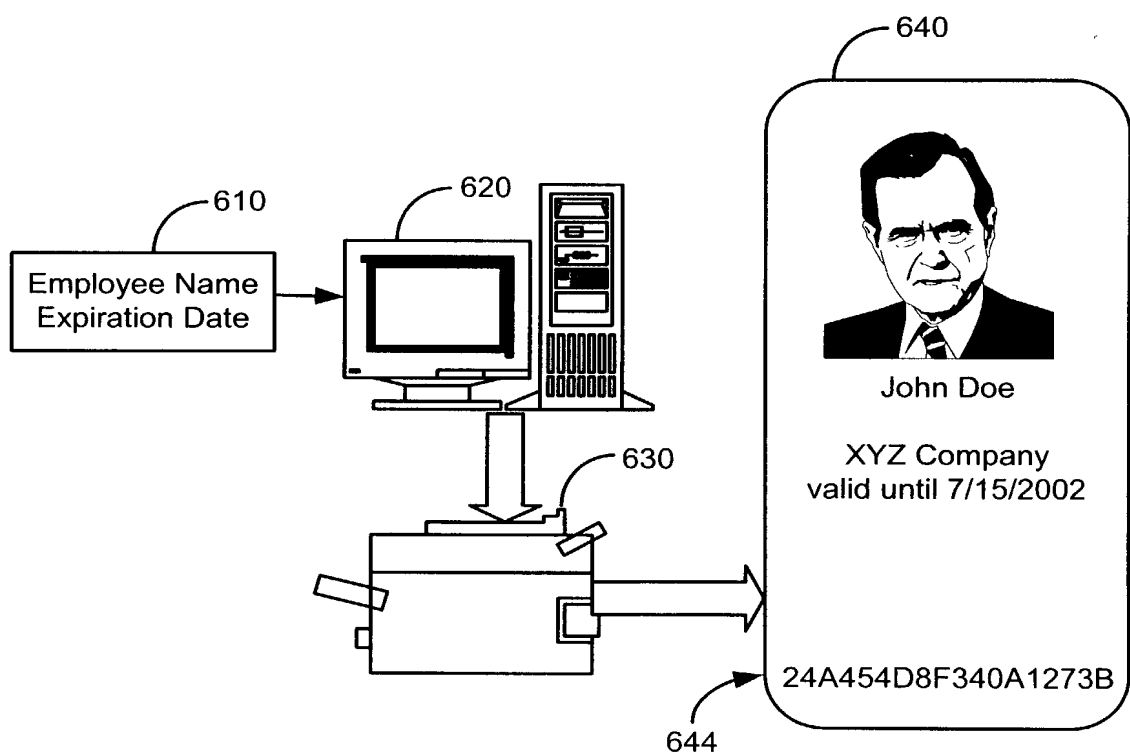 640
610
620
Employee Name
Expiration Date
John Doe
XYZ Company
valid until 7/15/2002
630
24A454D8F340A1273B
644